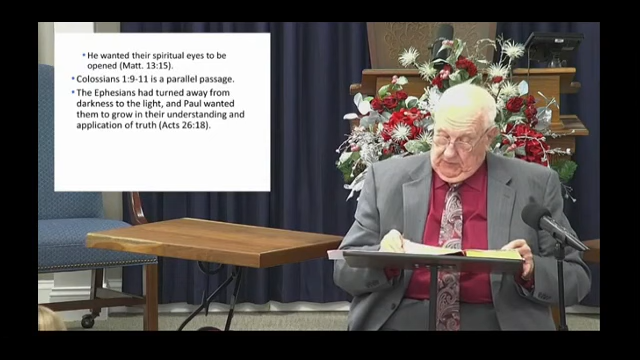 • He wanted their spiritual eyes to be
opened (Matt. 13:15).
• Colossians 1:9-11 is a parallel passage.
• The Ephesians had turned away from
darkness to the light, and Paul wanted
them to grow in their understanding and
application of truth (Acts 26:18).